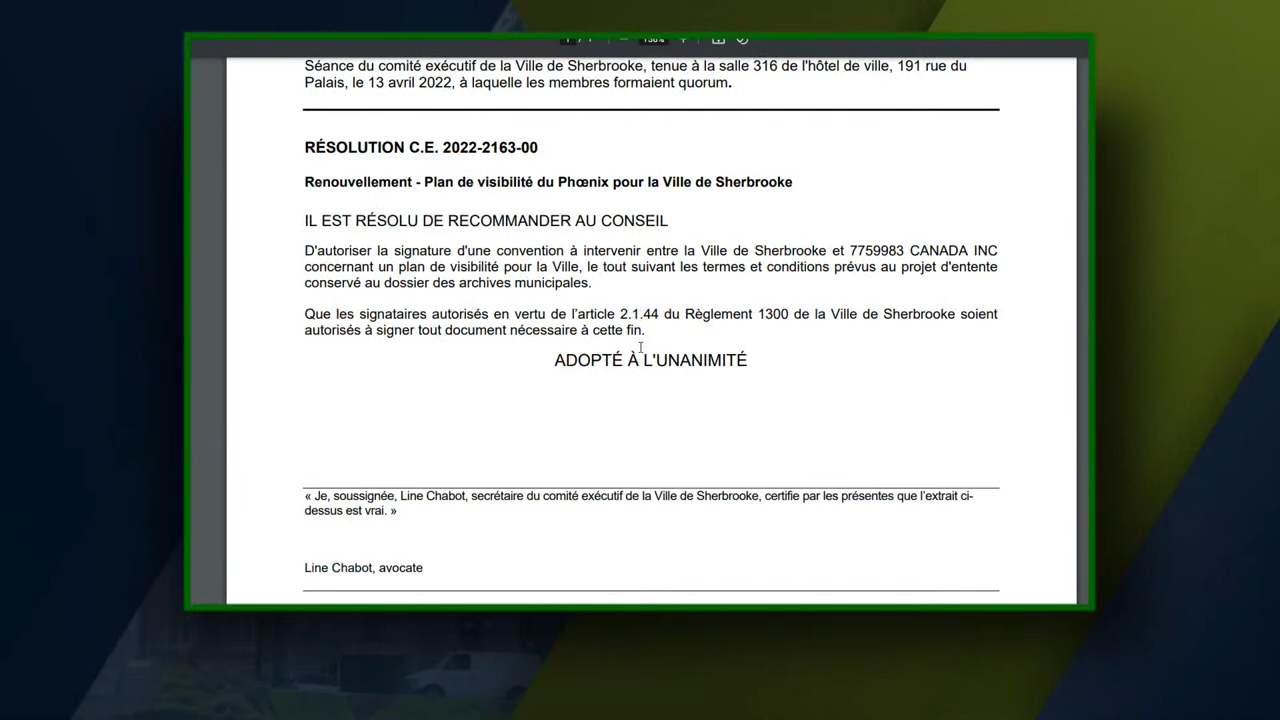 Séance du comité exécutif de la Ville de Sherbrooke, tenue à la salle 316 de l'hôtel de ville, 191 rue du
Palais, le 13 avril 2022, à laquelle les membres formaient quorum.
RÉSOLUTION C.E. 2022-2163-00
Renouvellement - Plan de visibilité du Phœnix pour la Ville de Sherbrooke
IL EST RÉSOLU DE RECOMMANDER AU CONSEIL
D'autoriser la signature d'une convention à intervenir entre la Ville de Sherbrooke et 7759983 CANADA INC
concernant un plan de visibilité pour la Ville, le tout suivant les termes et conditions prévus au projet d'entente
conservé au dossier des archives municipales.
Que les signataires autorisés en vertu de l’article 2.1.44 du Règlement 1300 de la Ville de Sherbrooke soient
autorisés à signer tout document nécessaire à cette fin.
ADOPTÉ À L'UNANIMITÉ
« Je, soussignée, Line Chabot, secrétaire du comité exécutif de la Ville de Sherbrooke, certifie par les présentes que l’extrait ci-
dessus est vrai. »
Line Chabot, avocate